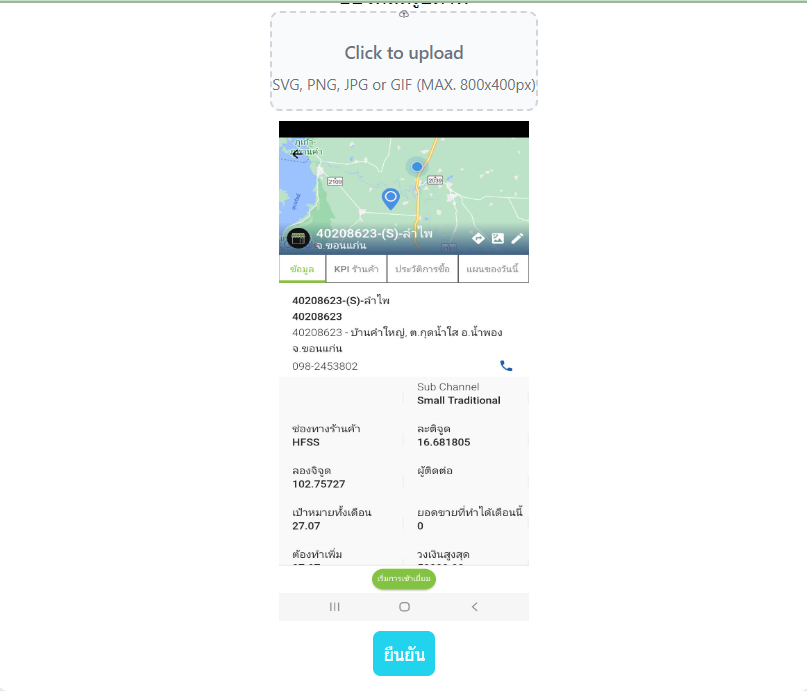 Click to upload
SVG, PNG, JPG or GIF (MAX. 800x400px)
2109
2039
40208623-(S)-ลำไพ
จ.ขอนแก่น
ข้อมูล
KPI ร้านค้า
ประวัติการซื้อ
แผนของวันนี้
40208623-(S)-ลำไพ
40208623
40208623 - บ้านคำใหญ่, ต.กุดน้ำใส อ.น้ำพอง
จ.ขอนแก่น
098-2453802
Sub Channel
Small Traditional
ช่องทางร้านค้า
HFSS
ละติจูด
16.681805
ลองจิจูด
102.75727
ผู้ติดต่อ
เป้าหมายทั้งเดือน
27.07
ยอดขายที่ทำได้เดือนนี้
0
ต้องทำเพิ่ม
วงเงินสูงสุด
เริ่มการเข้าเยี่ยม
ยืนยัน